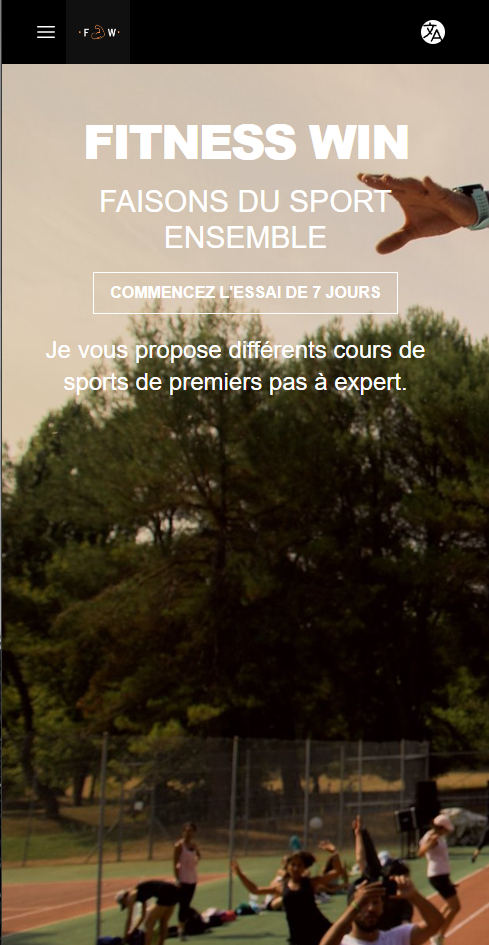 F W
FITNESS WIN
FAISONS DU SPORT
ENSEMBLE
COMMENCEZ L'ESSAI DE 7 JOURS
Je vous propose différents cours de
sports de premiers pas à expert.